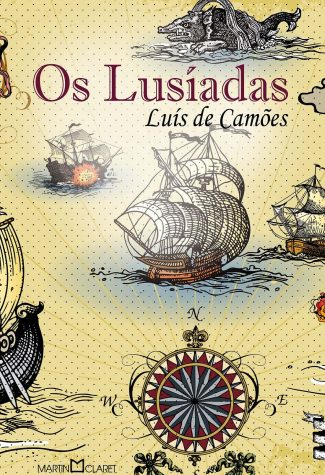 Os Lusíadas
Luís de Camões
N
W E
S
MARTIN CLARET